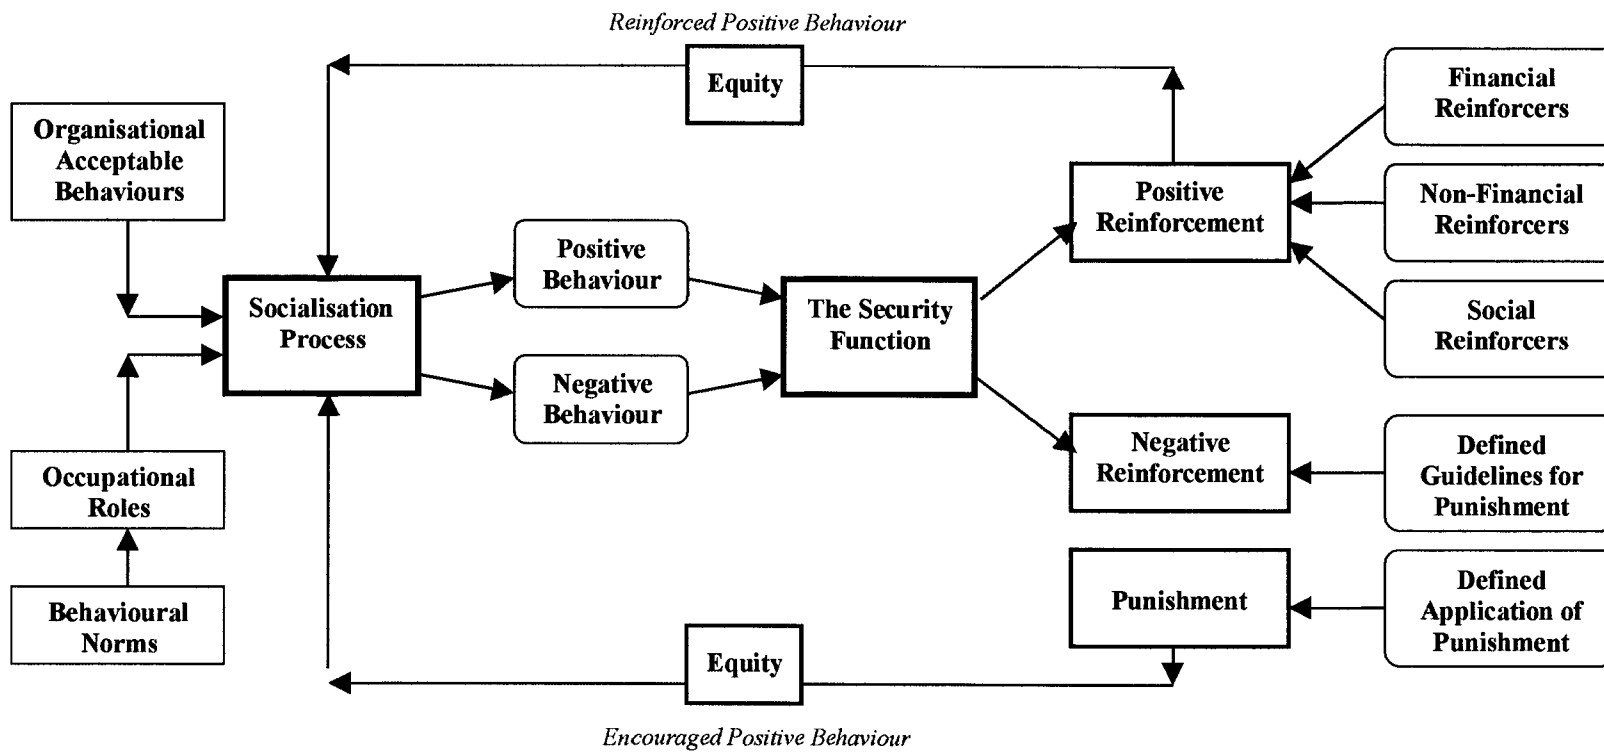 Reinforced Positive Behaviour
Equity
Financial
Reinforcers
Organisational
Acceptable
Behaviours
Positive
Reinforcement
Non-Financial
Reinforcers
Positive
Behaviour
Socialisation
Process
The Security
Function
Social
Reinforcers
Negative
Behaviour
Negative
Reinforcement
Defined
Guidelines for
Punishment
Occupational
Roles
Behavioural
Norms
Punishment
Defined
Application of
Punishment
Equity
Encouraged Positive Behaviour